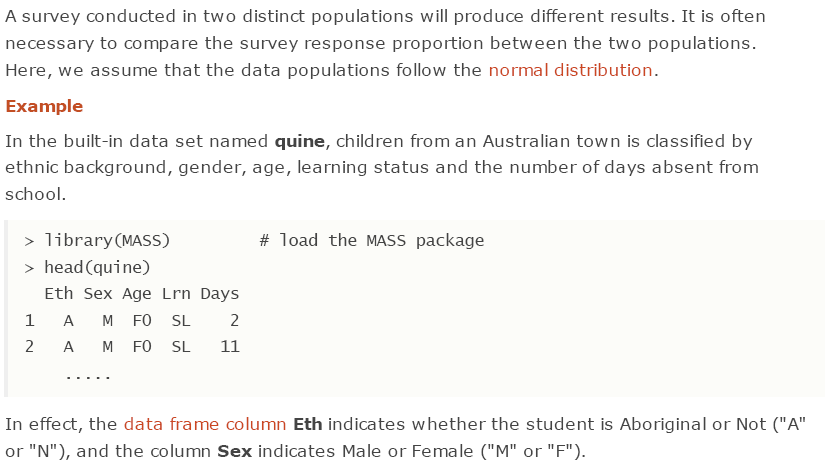 A survey conducted in two distinct populations will produce different results. It is often
necessary to compare the survey response proportion between the two populations.
Here, we assume that the data populations follow the normal distribution.
Example
In the built-in data set named quine, children from an Australian town is classified by
ethnic background, gender, age, learning status and the number of days absent from
school.
> library(MASS)         # load the MASS package
> head(quine)
  Eth Sex Age Lrn Days
1   A   M  F0  SL    2
2   A   M  F0  SL   11
    .....
In effect, the data frame column Eth indicates whether the student is Aboriginal or Not ("A"
or "N"), and the column Sex indicates Male or Female ("M" or "F").